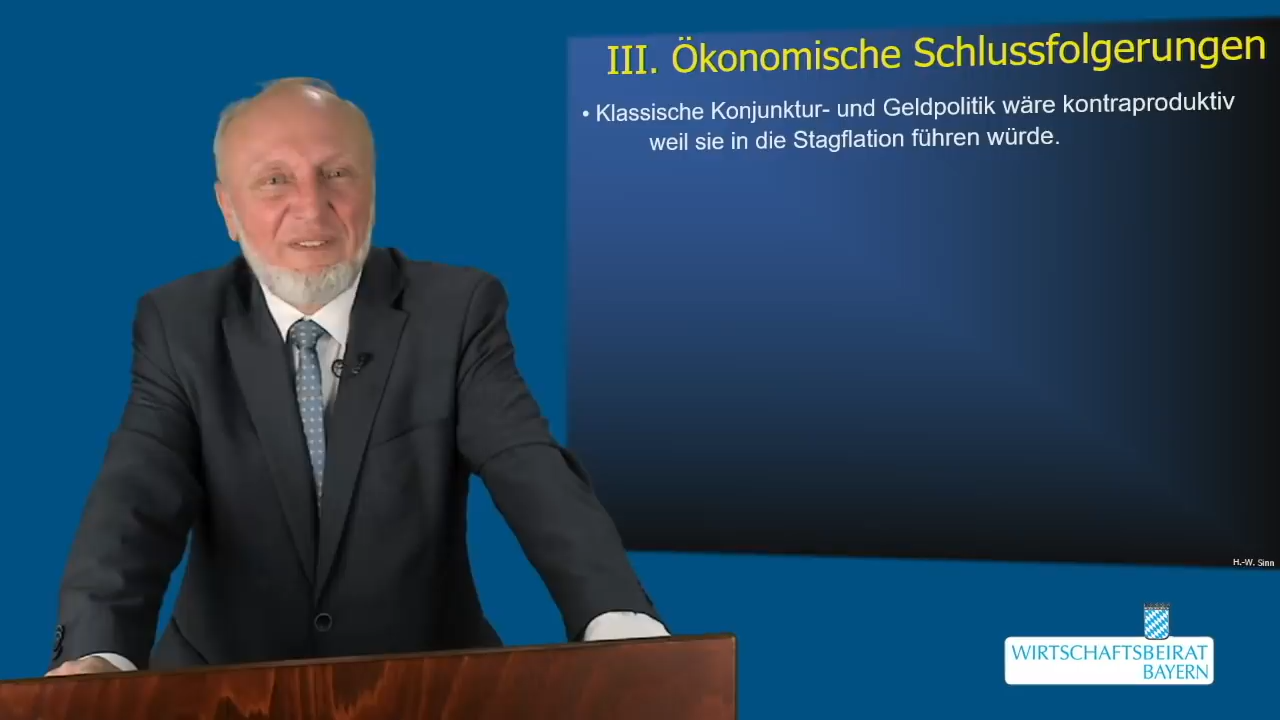 III. Ökonomische Schlussfolgerungen
• Klassische Konjunktur- und Geldpolitik wäre kontraproduktiv
weil sie in die Stagflation führen würde.
H.-W. Sinn
WIRTSCHAFTSBEIRAT
BAYERN